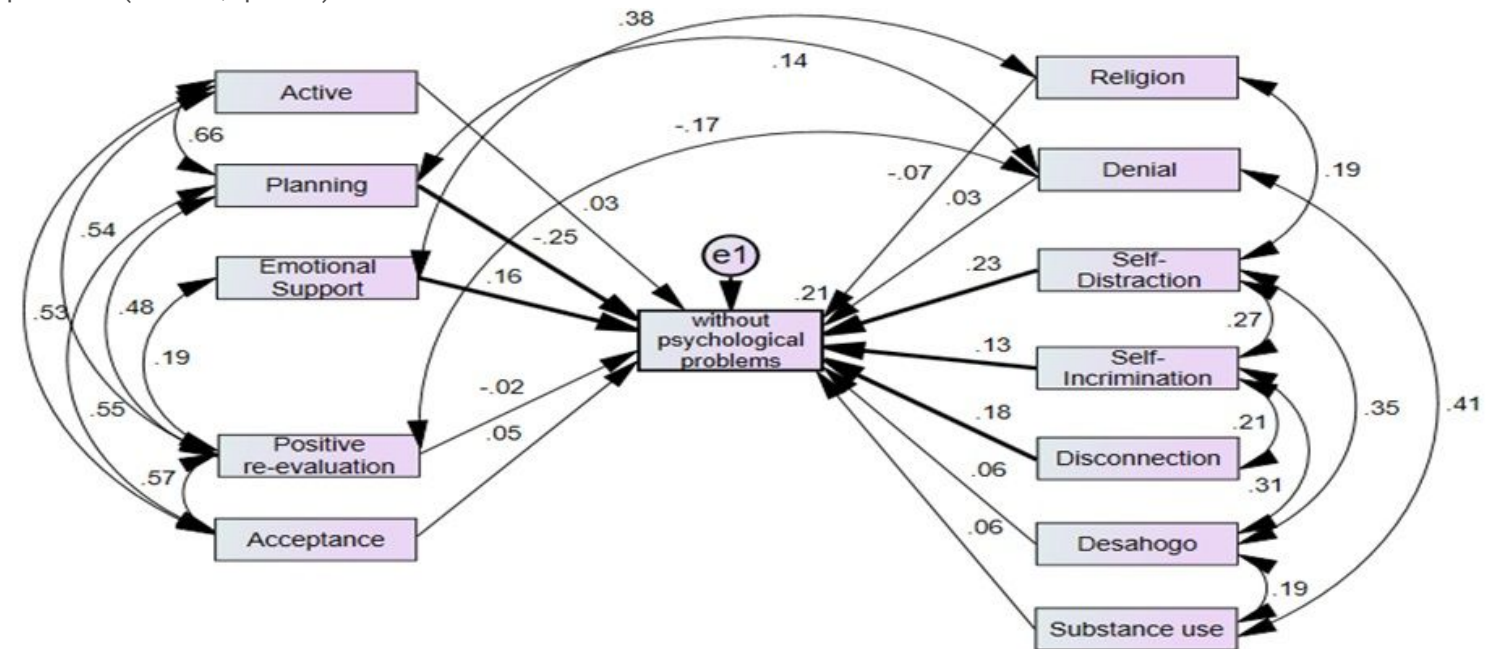 .38
.14
-.17
Active
.66
Planning
.54
Emotional
Support
.53
.48
.19
.55
Positive
re-evaluation
.57
Acceptance
.03
-.25
.16
-.02
.05
e1
.21
without
psychological
problems
-.07
.03
.23
.13
.18
.06
.06
Religion
Denial
.19
Self-
Distraction
.27
Self-
Incrimination
.35
.41
.21
Disconnection
.31
Desahogo
.19
Substance use